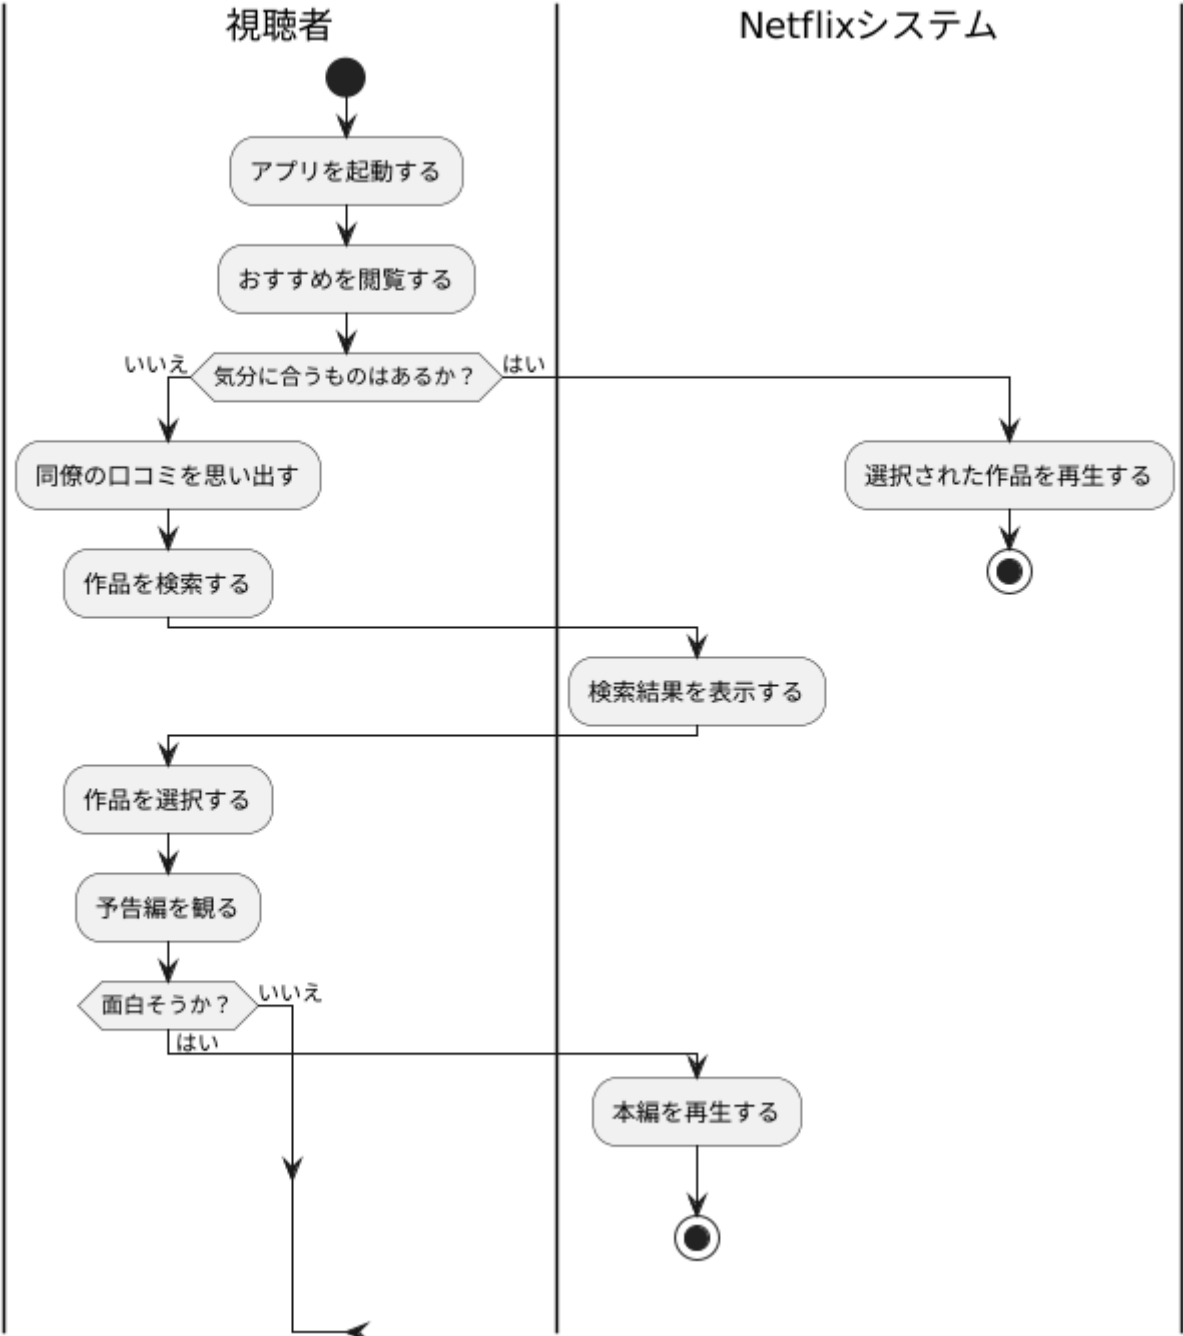 視聴者
Netflixシステム
アプリを起動する
おすすめを閲覧する
いいえ
気分に合うものはあるか？
はい
同僚の口コミを思い出す
選択された作品を再生する
作品を検索する
検索結果を表示する
作品を選択する
予告編を観る
面白そうか？
いいえ
はい
本編を再生する